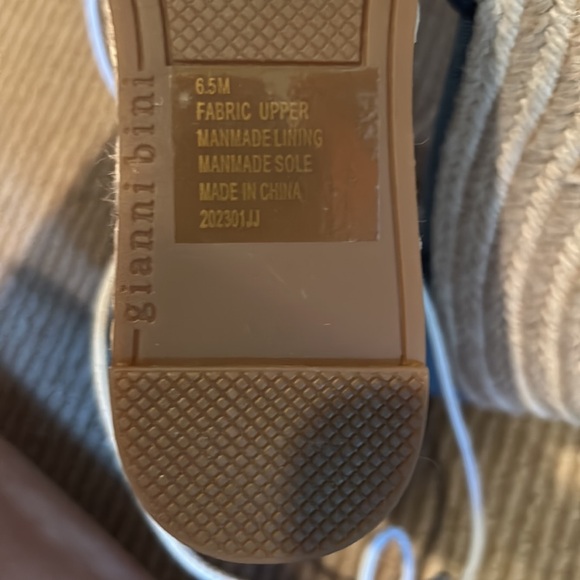 gianni bini
6.5M
FABRIC UPPER
MANMADE LINING
MANMADE SOLE
MADE IN CHINA
202301JJ